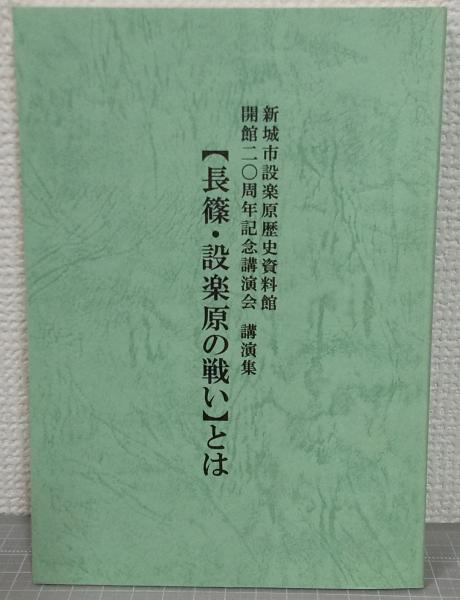 新城市設楽原歴史資料館
開館二〇周年記念講演会 講演集
【長篠・設楽原の戦い】とは